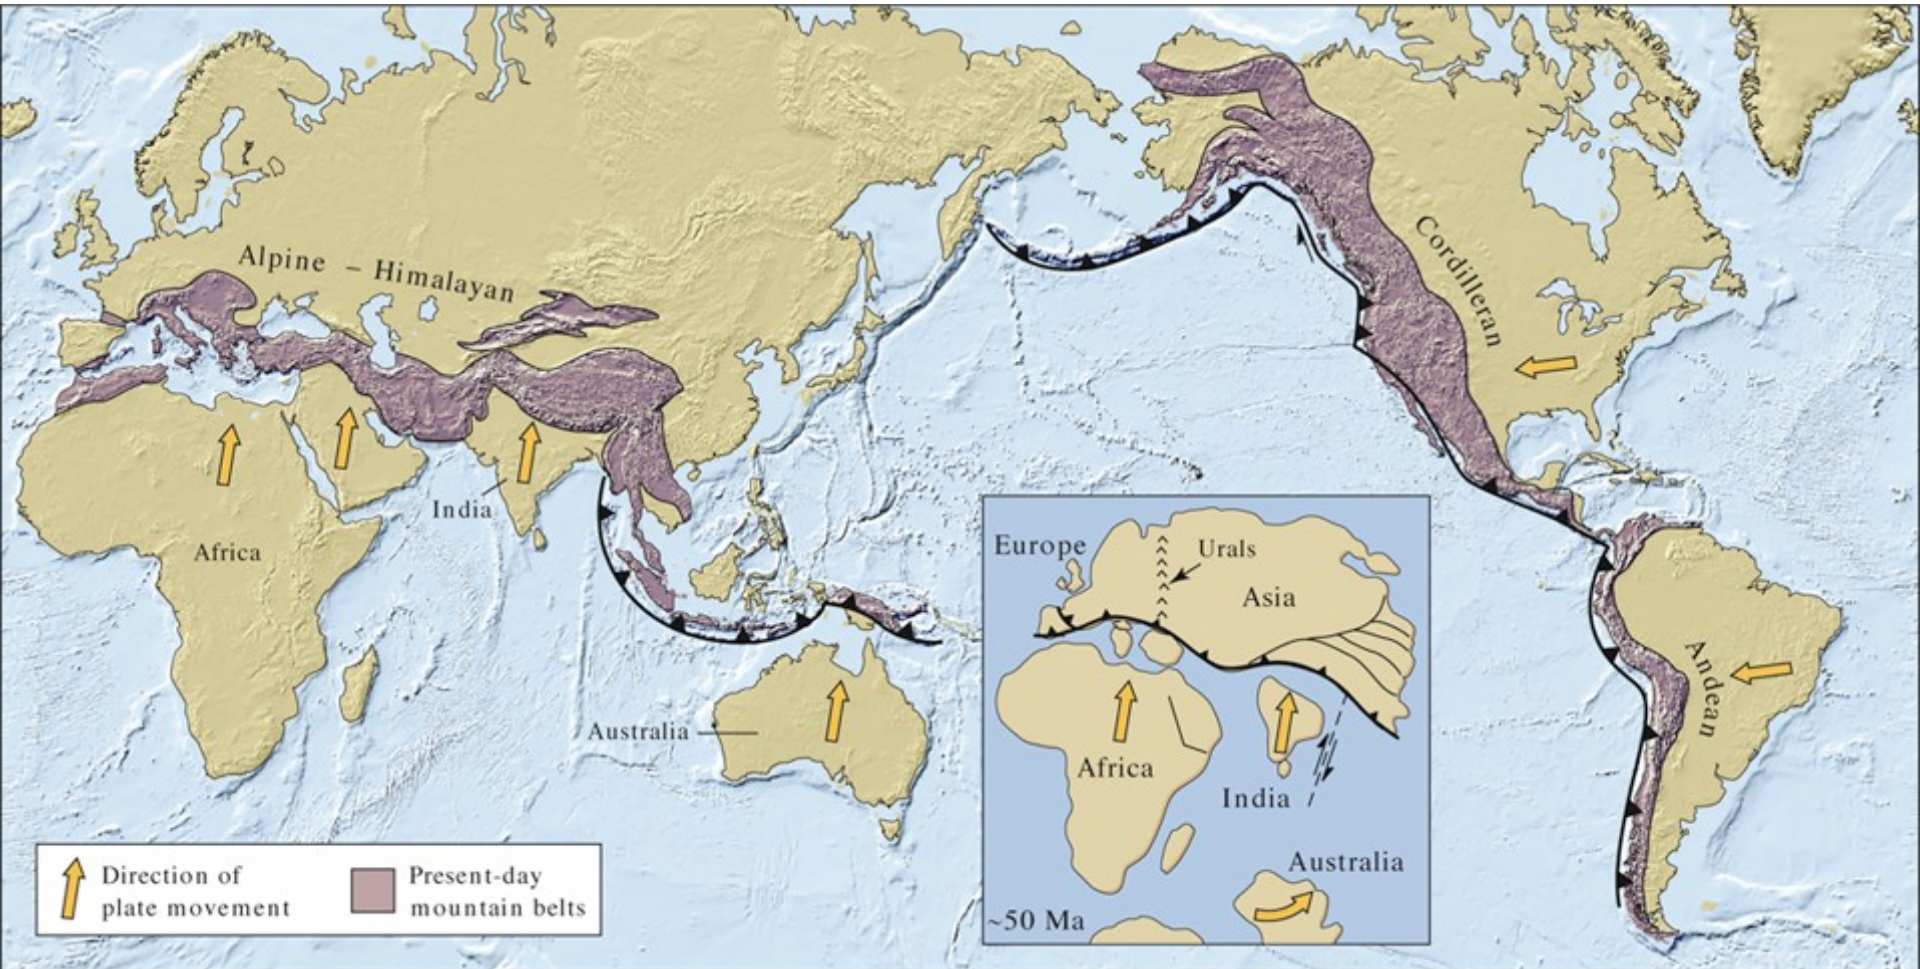 Alpine – Himalayan
Cordilleran
India
Africa
Europe
Urals
Asia
Andean
Australia
Africa
India
Australia
~50 Ma
Direction of
plate movement
Present-day
mountain belts